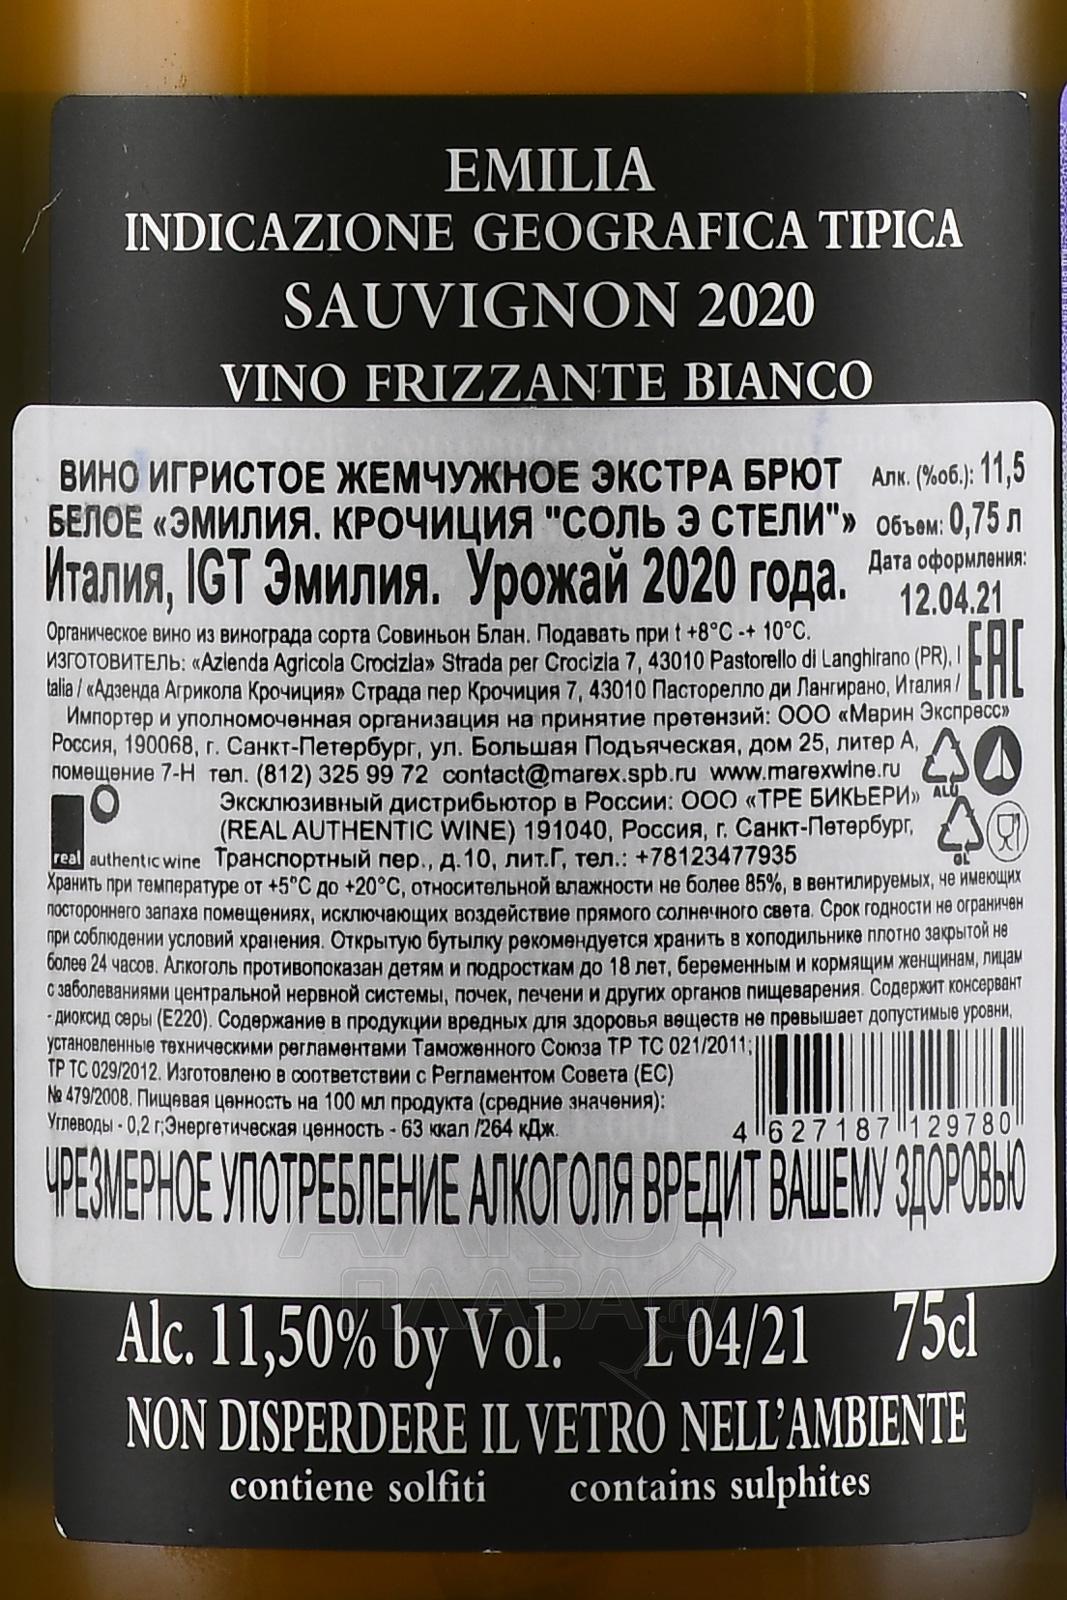 EMILIA
INDICAZIONE GEOGRAFICA TIPICA
SAUVIGNON 2020
VINO FRIZZANTE BIANCO
ВИНО ИГРИСТОЕ ЖЕМЧУЖНОЕ ЭКСТРА БРЮТ
БЕЛОЕ «ЭМИЛИЯ. КРОЧИЦИЯ "СОЛЬ Э СТЕЛИ"»
Италия, IGT Эмилия. Урожай 2020 года.
Алк. (%об.): 11,5
Объем: 0,75 л
Дата оформления:
12.04.21
Органическое вино из винограда сорта Совиньон Блан. Подавать при t +8°C -+ 10°C.
ИЗГОТОВИТЕЛЬ: «Azienda Agricola Crocizia» Strada per Crocizia 7, 43010 Pastorello di Langhirano (PR), I
talia / «Адзенда Агрикола Крочиция» Страда пер Крочиция 7, 43010 Пасторелло ди Лангирано, Италия /
EAC
Импортер и уполномоченная организация на принятие претензий: ООО «Марин Экспресс»
Россия, 190068, г. Санкт-Петербург, ул. Большая Подъяческая, дом 25, литер А,
помещение 7-Н тел. (812) 325 99 72 contact@marex.spb.ru www.marexwine.ru
ALU
Эксклюзивный дистрибьютор в России: ООО «ТРЕ БИКЬЕРИ»
(REAL AUTHENTIC WINE) 191040, Россия, г. Санкт-Петербург,
real authentic wine Транспортный пер., д.10, лит.Г, тел.: +78123477935
GL
Хранить при температуре от +5°C до +20°C, относительной влажности не более 85%, в вентилируемых, не имеющих
постороннего запаха помещениях, исключающих воздействие прямого солнечного света. Срок годности не ограничен
при соблюдении условий хранения. Открытую бутылку рекомендуется хранить в холодильнике плотно закрытой не
более 24 часов. Алкоголь противопоказан детям и подросткам до 18 лет, беременным и кормящим женщинам, лицам
с заболеваниями центральной нервной системы, почек, печени и других органов пищеварения. Содержит консервант
- диоксид серы (E220). Содержание в продукции вредных для здоровья веществ не превышает допустимые уровни,
установленные техническими регламентами Таможенного Союза ТР ТС 021/2011;
ТР ТС 029/2012. Изготовлено в соответствии с Регламентом Совета (ЕС)
№ 479/2008. Пищевая ценность на 100 мл продукта (средние значения):
Углеводы - 0,2 г;Энергетическая ценность - 63 ккал /264 кДж.
4 627187 129780
ЧРЕЗМЕРНОЕ УПОТРЕБЛЕНИЕ АЛКОГОЛЯ ВРЕДИТ ВАШЕМУ ЗДОРОВЬЮ
АЛКО
ПЛАЗА.ru
Alc. 11,50% by Vol. L 04/21 75cl
NON DISPERDERE IL VETRO NELL'AMBIENTE
contiene solfiti contains sulphites